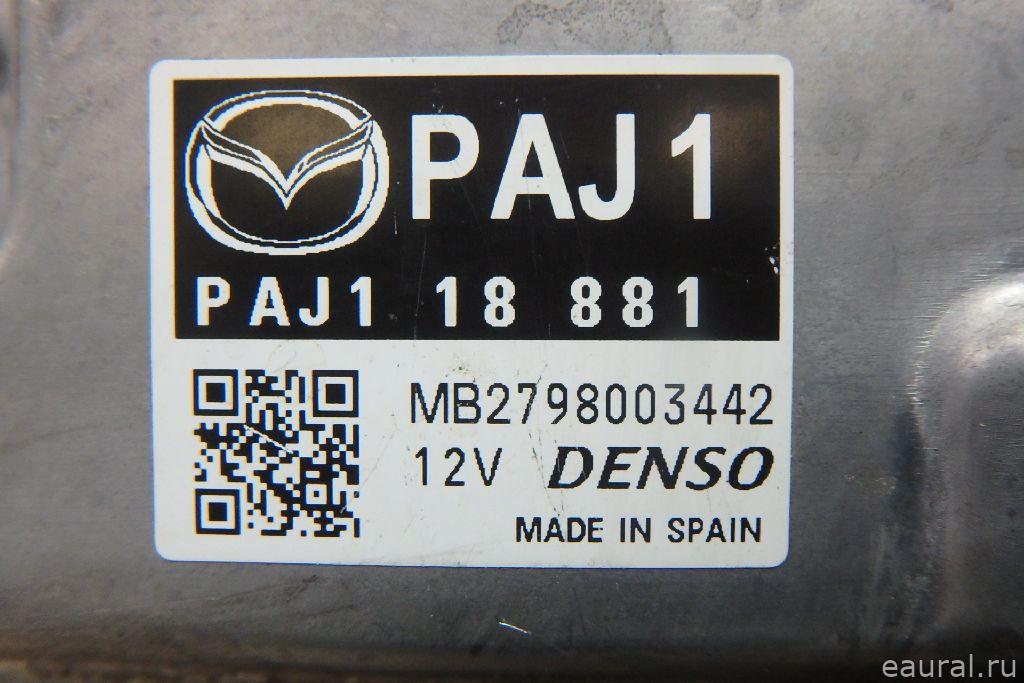 PAJ1
PAJ1 18 881
MB2798003442
12V DENSO
MADE IN SPAIN
eaural.ru